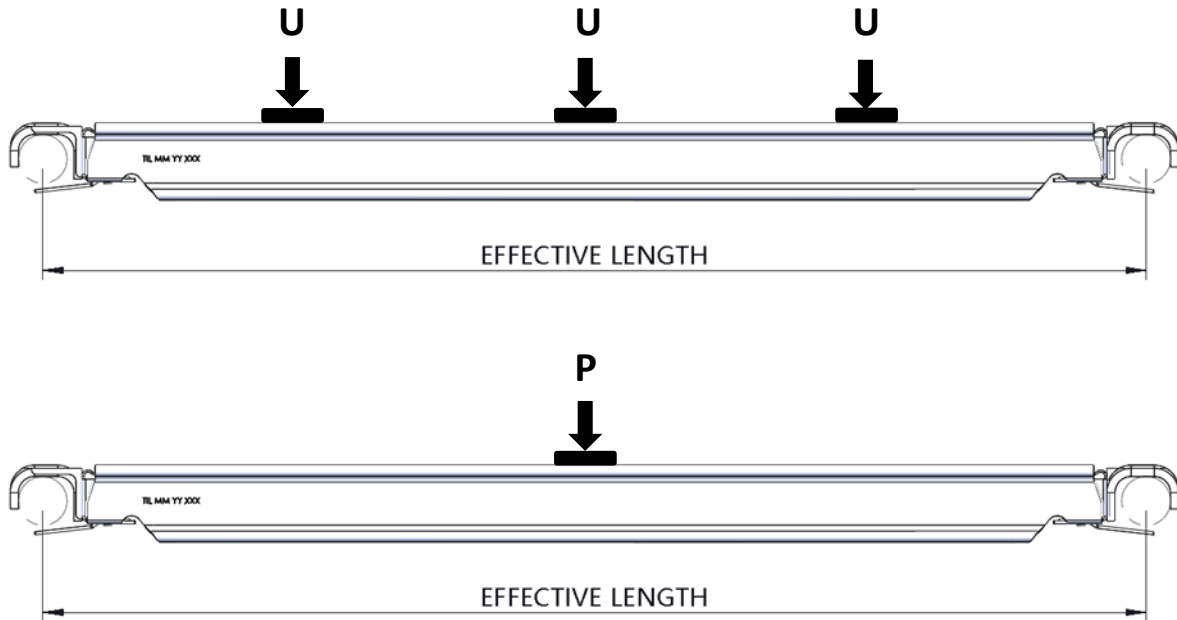 U U U
TIL MM YY XXX
EFFECTIVE LENGTH
P
TIL MM YY XXX
EFFECTIVE LENGTH